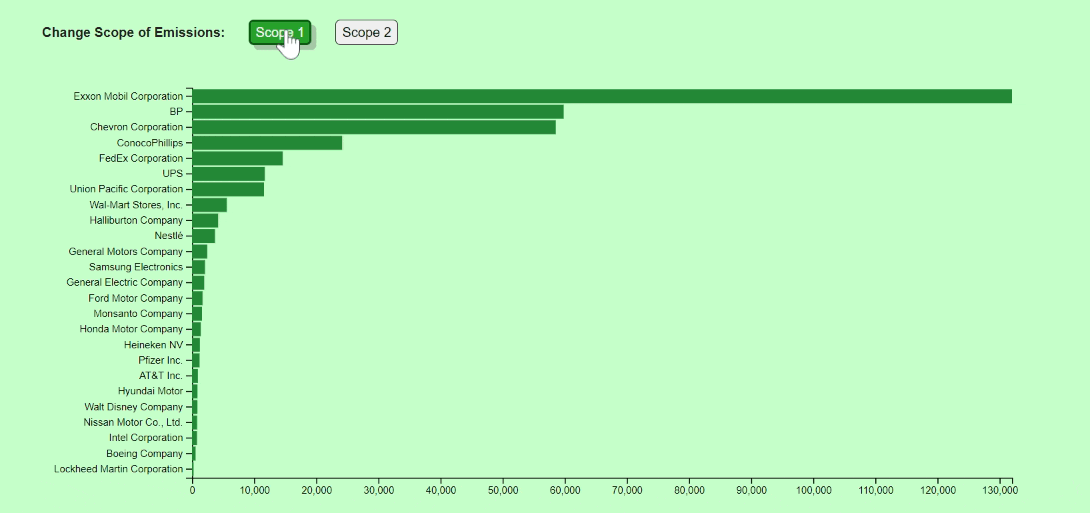 Change Scope of Emissions: Scope 1 Scope 2
Exxon Mobil Corporation
BP
Chevron Corporation
ConocoPhillips
FedEx Corporation
UPS
Union Pacific Corporation
Wal-Mart Stores, Inc.
Halliburton Company
Nestlé
General Motors Company
Samsung Electronics
General Electric Company
Ford Motor Company
Monsanto Company
Honda Motor Company
Heineken NV
Pfizer Inc.
AT&T Inc.
Hyundai Motor
Walt Disney Company
Nissan Motor Co., Ltd.
Intel Corporation
Boeing Company
Lockheed Martin Corporation
0 10,000 20,000 30,000 40,000 50,000 60,000 70,000 80,000 90,000 100,000 110,000 120,000 130,000